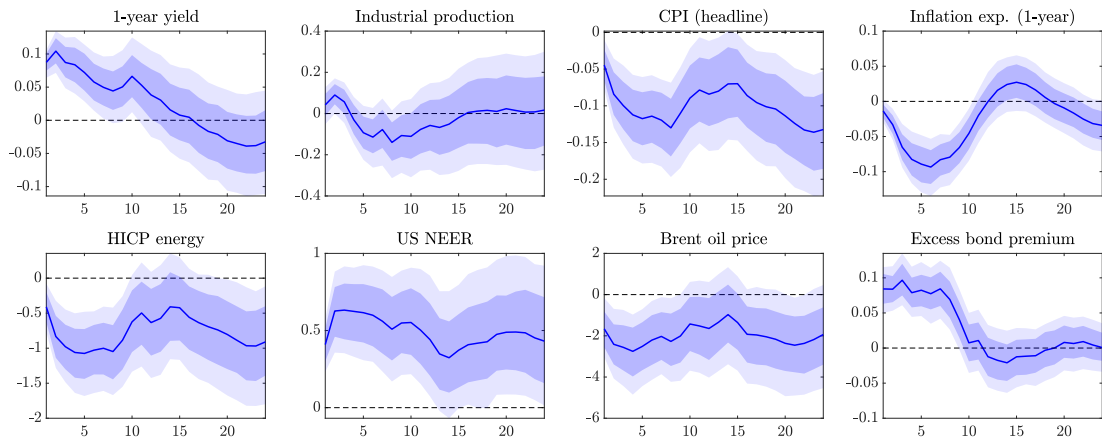 1-year yield
0.1
0.05
0
-0.05
-0.1
5 10 15 20
Industrial production
0.4
0.2
0
-0.2
-0.4
5 10 15 20
CPI (headline)
0
-0.05
-0.1
-0.15
-0.2
5 10 15 20
Inflation exp. (1-year)
0.05
0
-0.05
-0.1
5 10 15 20
HICP energy
0
-0.5
-1
-1.5
-2
5 10 15 20
US NEER
1
0.5
0
5 10 15 20
Brent oil price
2
0
-2
-4
-6
5 10 15 20
Excess bond premium
0.1
0.05
0
-0.05
-0.1
5 10 15 20